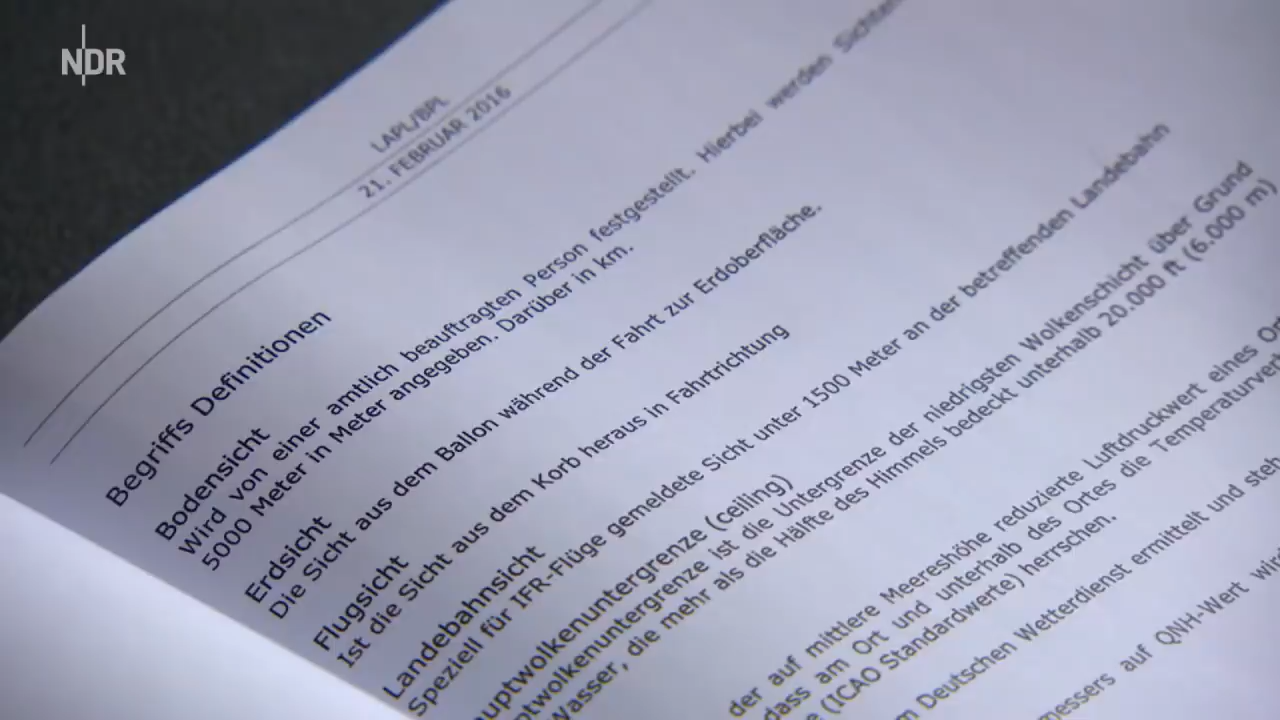 NDR
LAPL/BPL
21. FEBRUAR 2016
Begriffs Definitionen
Bodensicht
Wird von einer amtlich beauftragten Person festgestellt. Hierbei werden
5000 Meter in Meter angegeben. Darüber in km.
Erdsicht
Die Sicht aus dem Ballon während der Fahrt zur Erdoberfläche.
Flugsicht
Ist die Sicht aus dem Korb heraus in Fahrtrichtung
Landebahnsicht
Speziell für IFR-Flüge gemeldete Sicht unter 1500 Meter an der betreffenden Landebahn
uptwolkenuntergrenze (ceiling)
ptwolkenuntergrenze ist die Untergrenze der niedrigsten Wolkenschicht über Grund
Wasser, die mehr als die Hälfte des Himmels bedeckt unterhalb 20.000 ft (6.000 m)
der auf mittlere Meereshöhe reduzierte Luftdruckwert eines
dass am Ort und unterhalb des Ortes die
(ICAO Standardwerte) herrschen.
Deutschen Wetterdienst ermittelt und
messers auf QNH-Wert